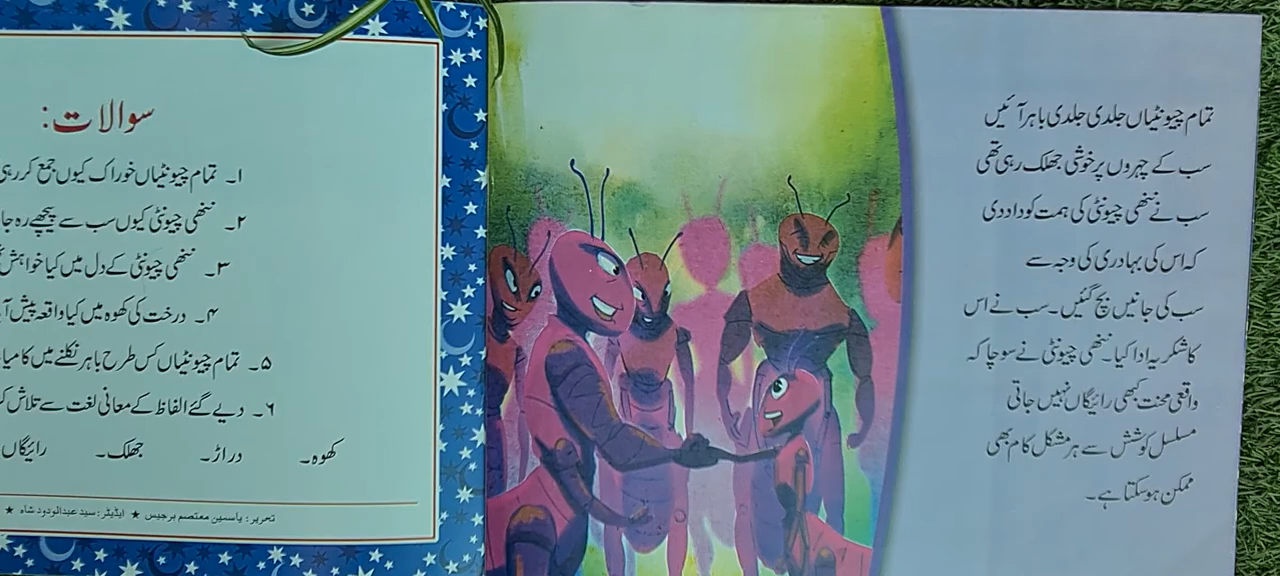 تمام چیونٹیاں جلدی جلدی باہر آئیں
سب کے چہروں پر خوشی جھلک رہی تھی
سب نے ننھی چیونٹی کی ہمت کو داد دی
کہ اس کی بہادری کی وجہ سے
سب کی جانیں بچ گئیں۔ سب نے اس
کا شکریہ ادا کیا۔ ننھی چیونٹی نے سوچا کہ
واقعی محنت کبھی رائیگاں نہیں جاتی
مسلسل کوشش سے ہر مشکل کام بھی
ممکن ہو سکتا ہے۔
سوالات:
۱۔ تمام چیونٹیاں خوراک کیوں جمع کر رہی
۲۔ ننھی چیونٹی کیوں سب سے پیچھے رہ جا
۳۔ ننھی چیونٹی کے دل میں کیا خواہش
۴۔ درخت کی کھوہ میں کیا واقعہ پیش آ
۵۔ تمام چیونٹیاں کس طرح باہر نکلنے میں کامیا
۶۔ دیے گئے الفاظ کے معانی لغت سے تلاش
کھوہ۔ دراڑ۔ جھلک۔ رائیگاں
تحریر: یاسمین معتصم برجیس ★ ایڈیٹر: سید عبدالودود شاہ ★